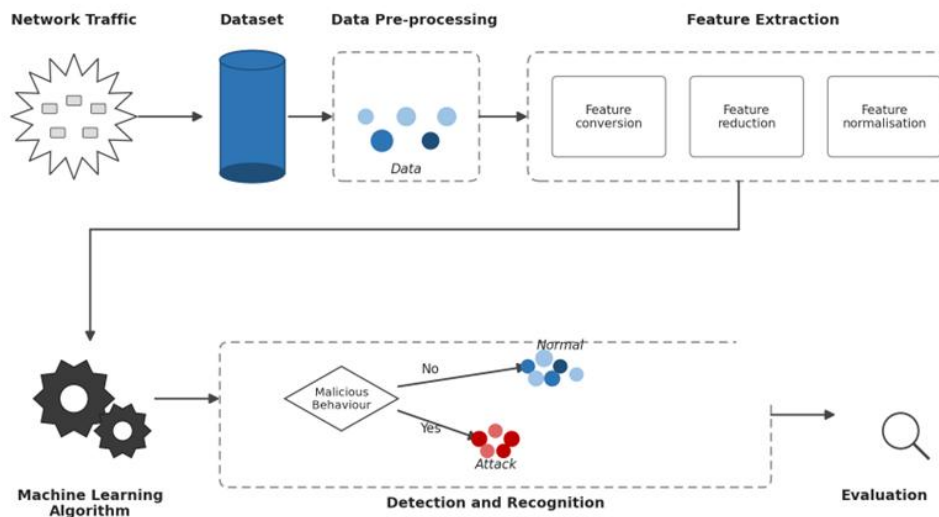 Network Traffic
Dataset
Data Pre-processing
Feature Extraction
Feature
conversion
Feature
reduction
Feature
normalisation
Data
Normal
No
Malicious
Behaviour
Yes
Attack
Machine Learning
Algorithm
Detection and Recognition
Evaluation